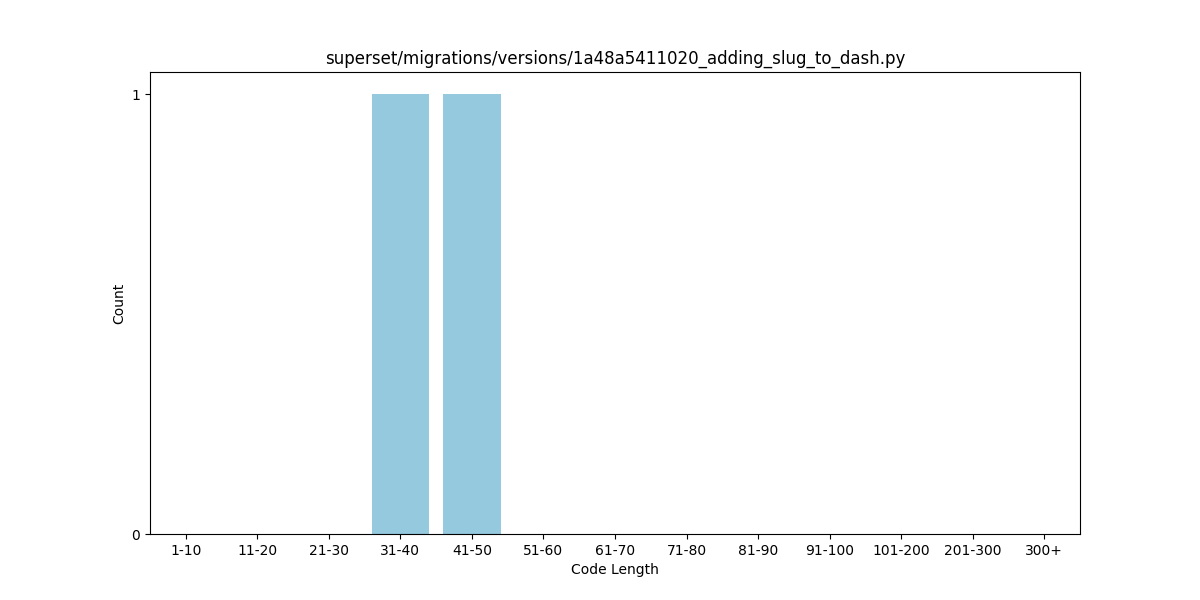 superset/migrations/versions/1a48a5411020_adding_slug_to_dash.py
1
Count
0
1-10 11-20 21-30 31-40 41-50 51-60 61-70 71-80 81-90 91-100 101-200 201-300 300+
Code Length